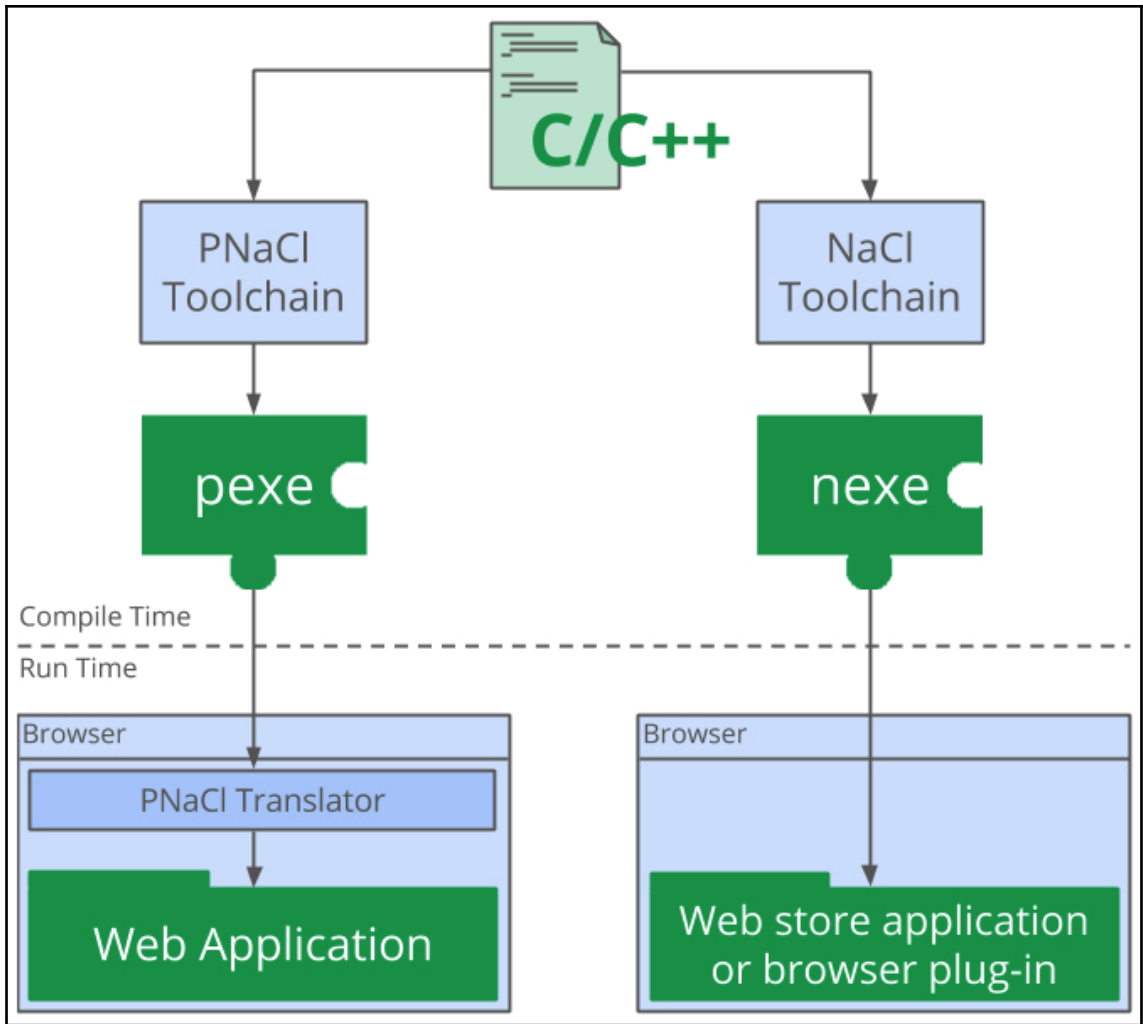 C/C++
PNaCl
Toolchain
NaCl
Toolchain
pexe
nexe
Compile Time
Run Time
Browser
Browser
PNaCl Translator
Web Application
Web store application
or browser plug-in